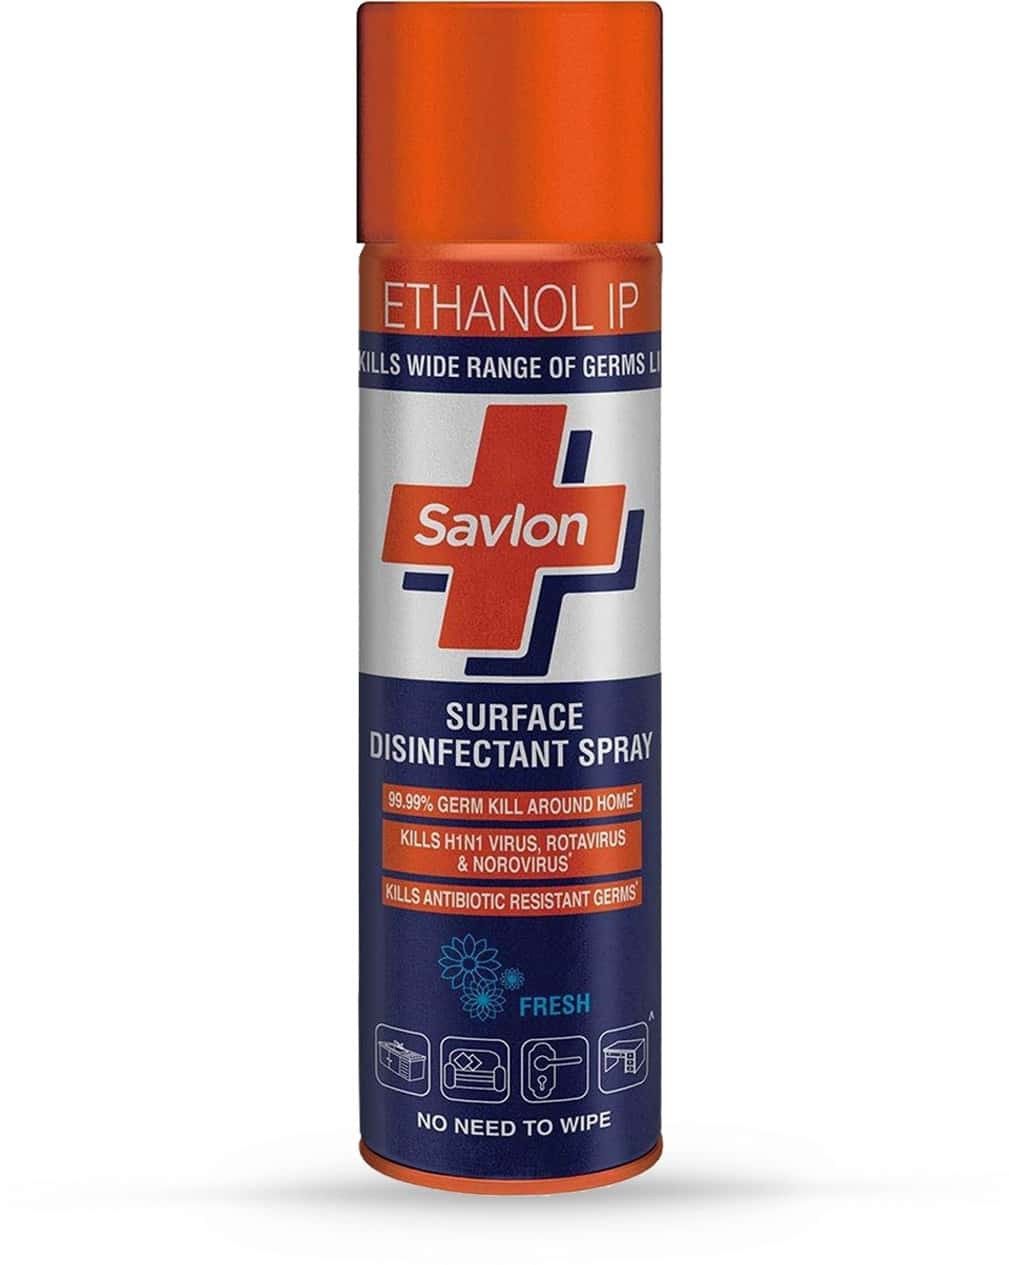 ETHANOL IP
KILLS WIDE RANGE OF GERMS
Savlon
SURFACE
DISINFECTANT SPRAY
99.99% GERM KILL AROUND HOME*
KILLS H1N1 VIRUS, ROTAVIRUS
& NOROVIRUS#
KILLS ANTIBIOTIC RESISTANT GERMS*
FRESH
^
NO NEED TO WIPE